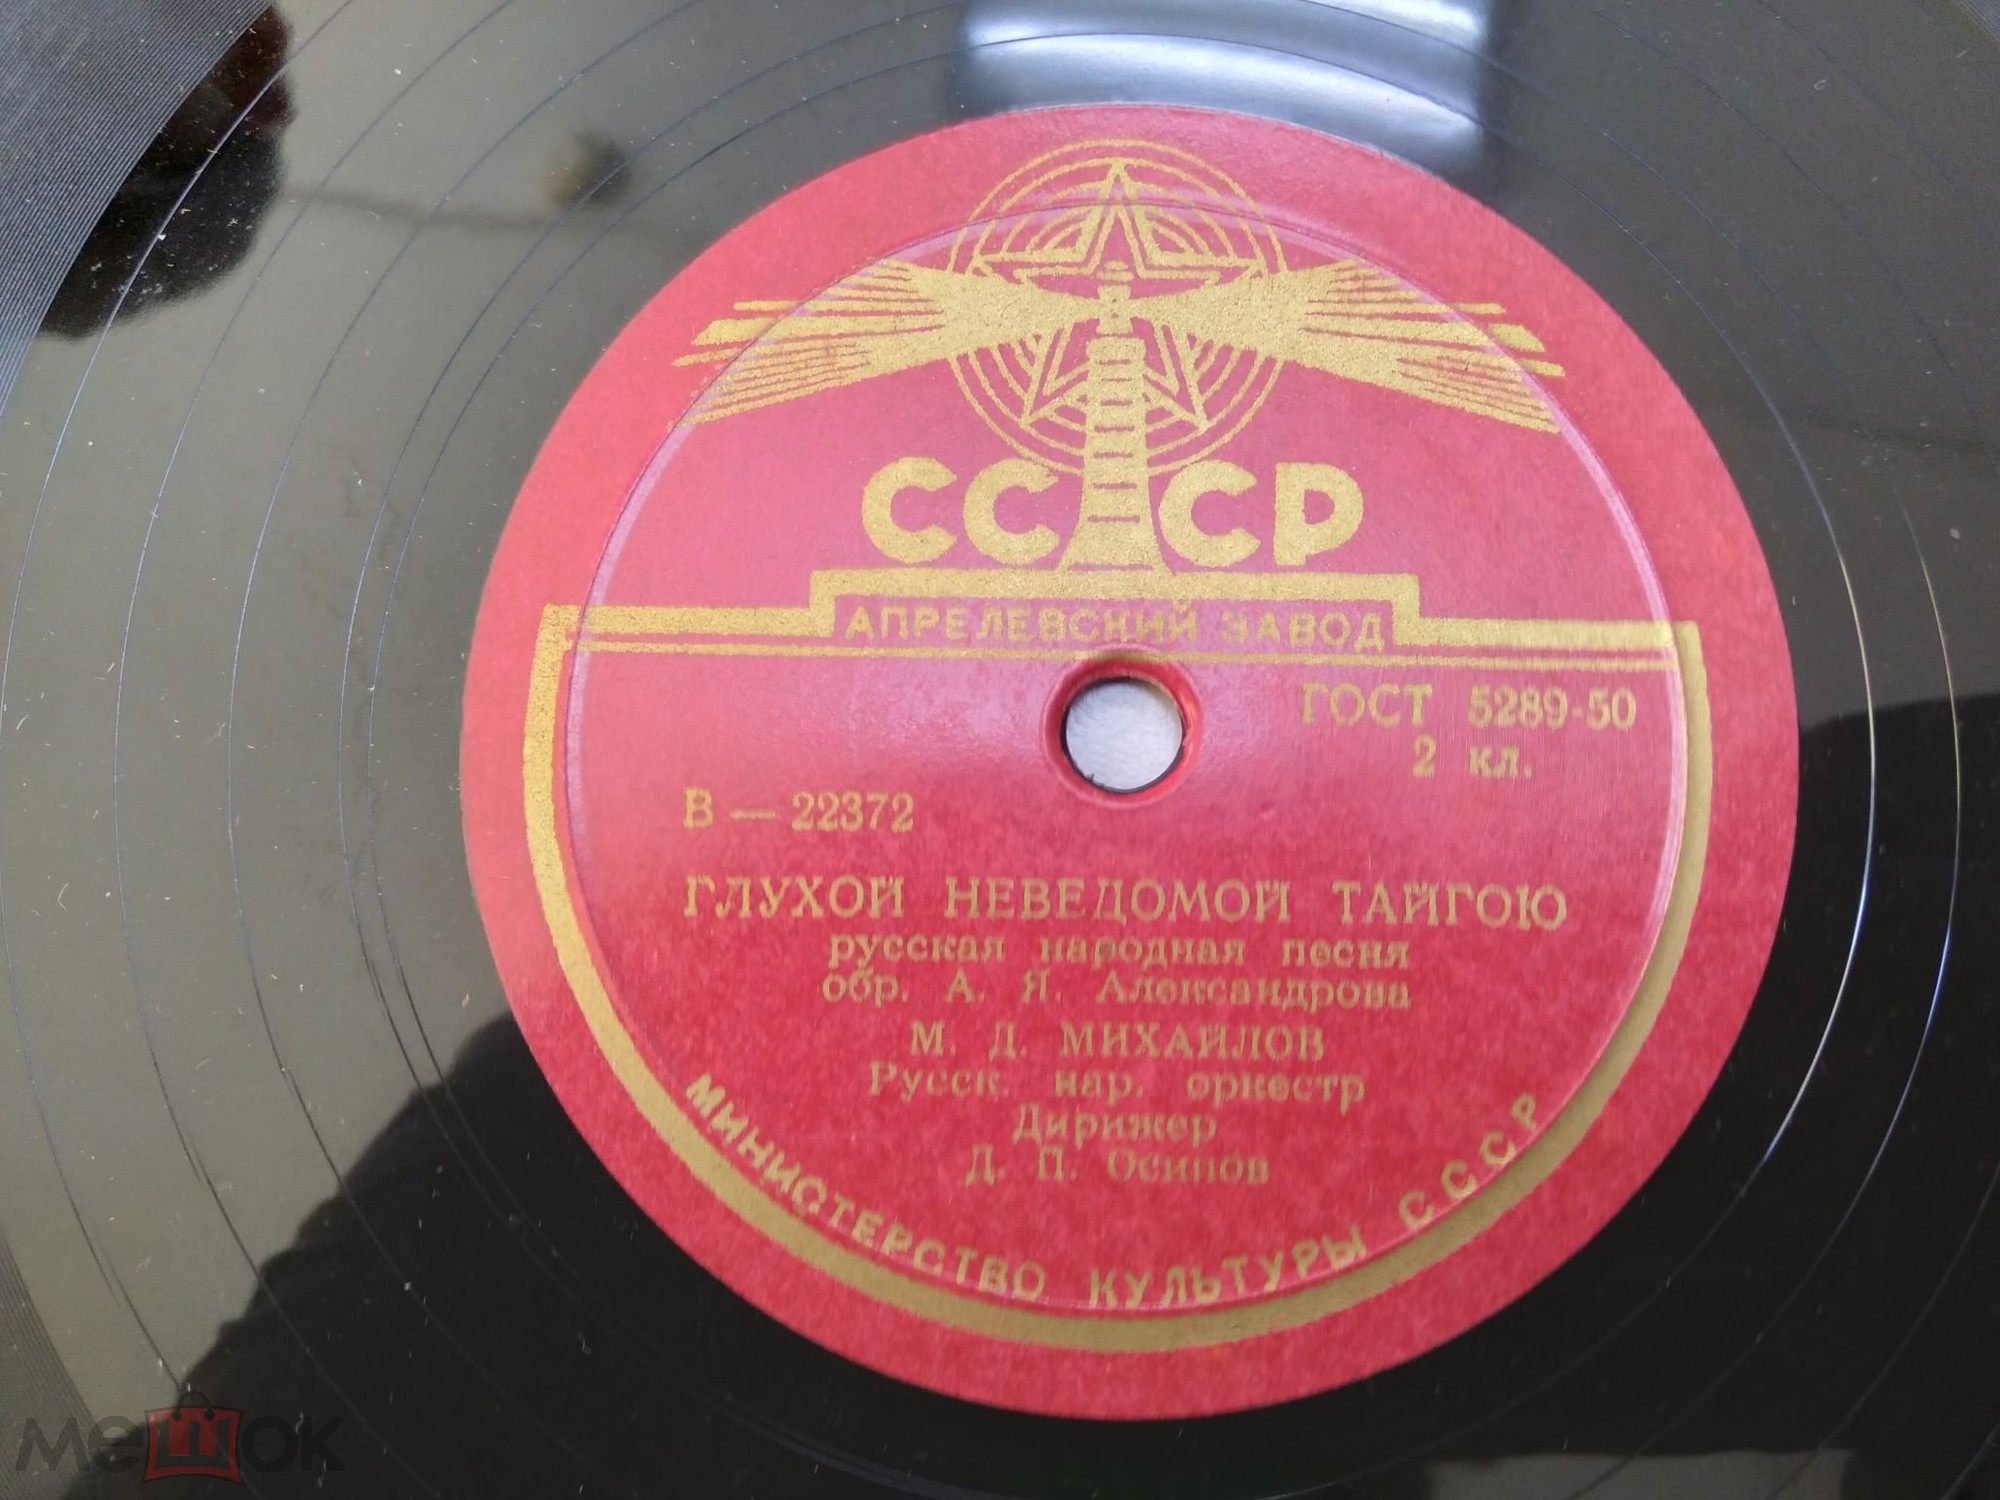 СССР
АПРЕЛЕВСКИЙ ЗАВОД
ГОСТ 5289-50
2 кл.
В — 22372
ГЛУХОЙ НЕВЕДОМОЙ ТАЙГОЮ
русская народная песня
обр. А. Я. Александрова
М. Д. МИХАЙЛОВ
Русск. нар. оркестр
Дирижер
Д. П. Осипов
МИНИСТЕРСТВО КУЛЬТУРЫ СССР
мешок